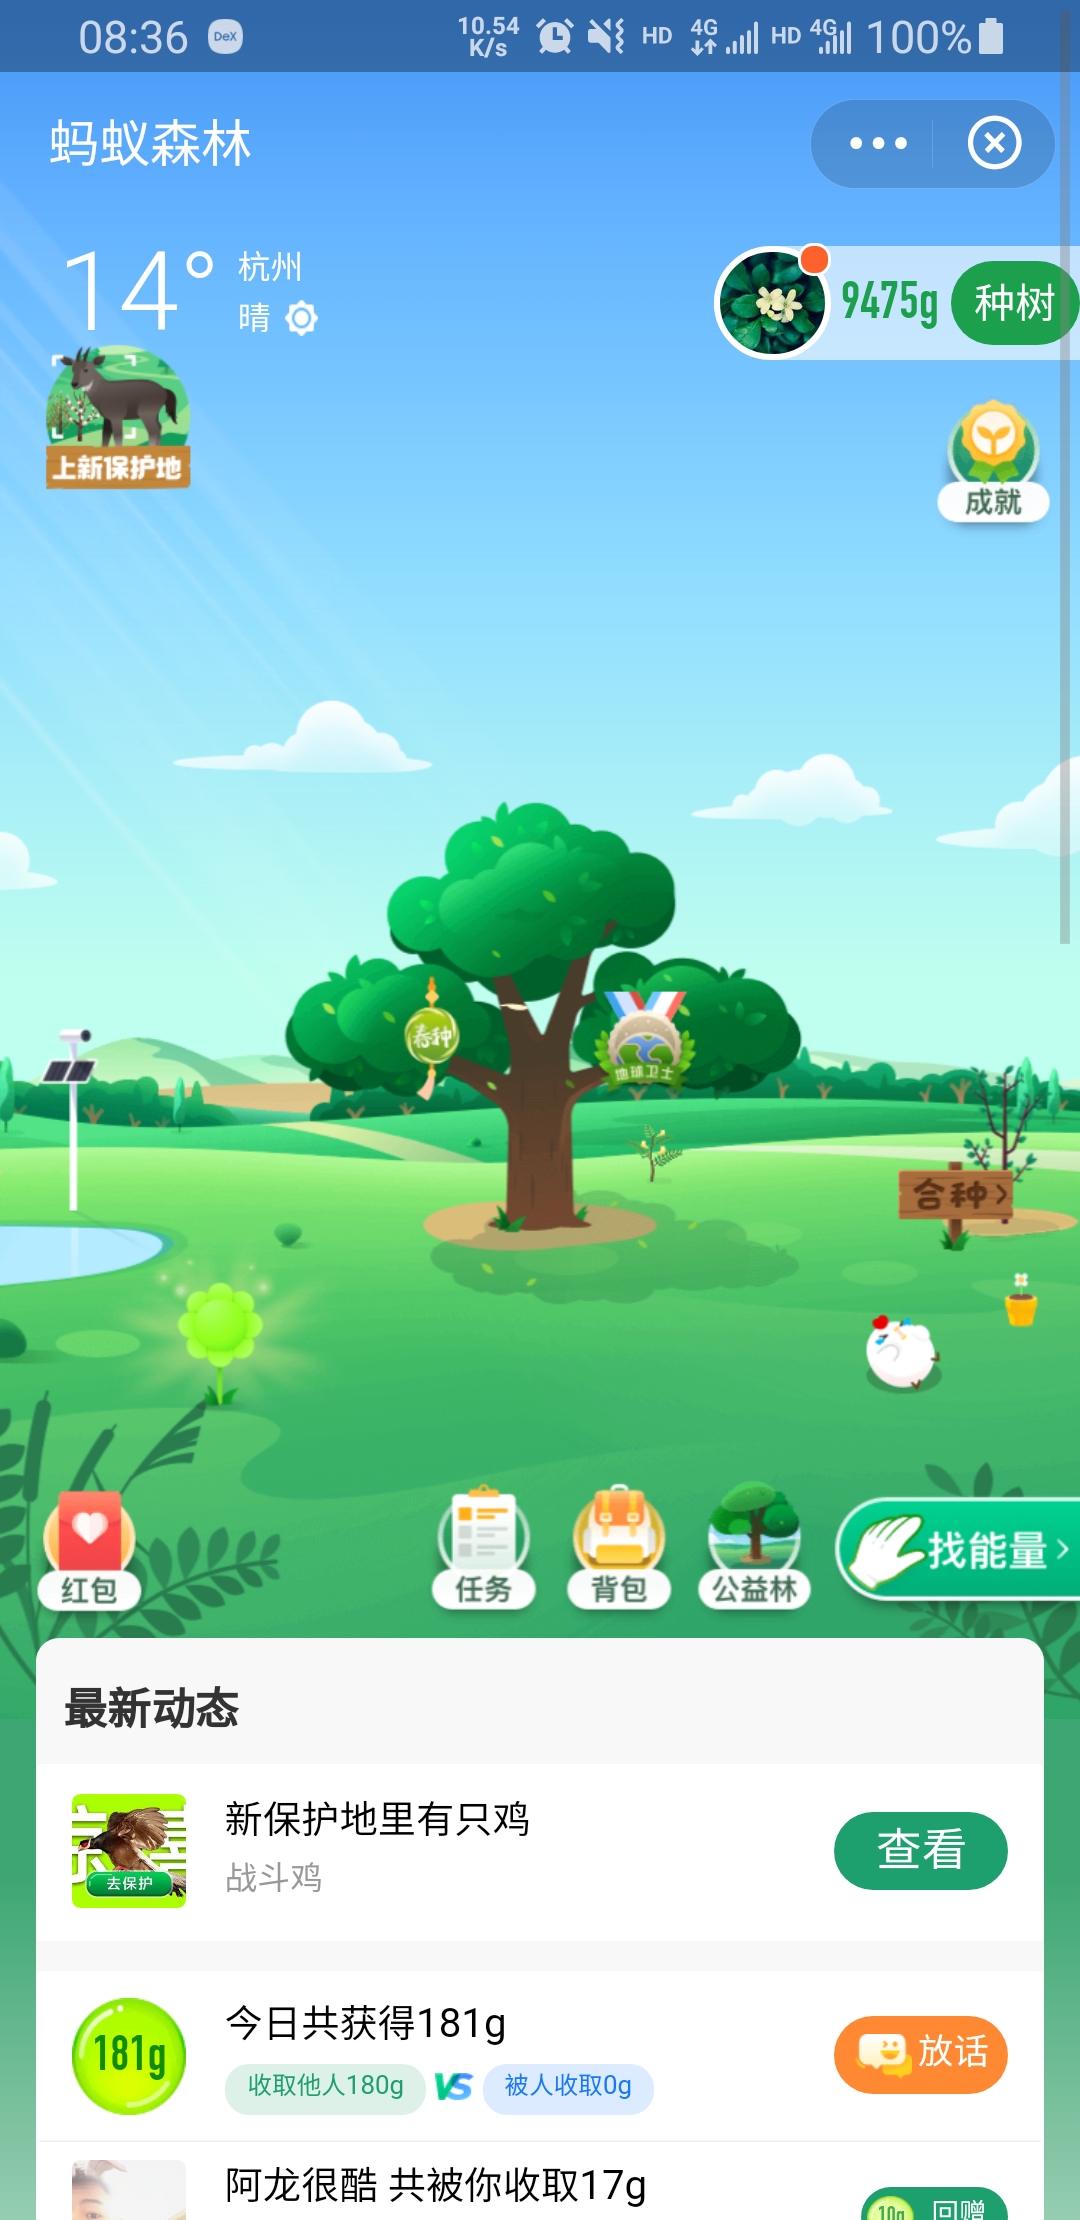 08:36
DeX
10.54
K/s
HD
4G
HD
4G
100%
蚂蚁森林
14°
杭州
晴
9475g
种树
上新保护地
成就
春种
地球卫士
合种
红包
任务
背包
公益林
找能量
最新动态
去保护
新保护地里有只鸡
战斗鸡
查看
181g
今日共获得181g
收取他人180g
VS
被人收取0g
放话
阿龙很酷 共被你收取17g
10g
回赠